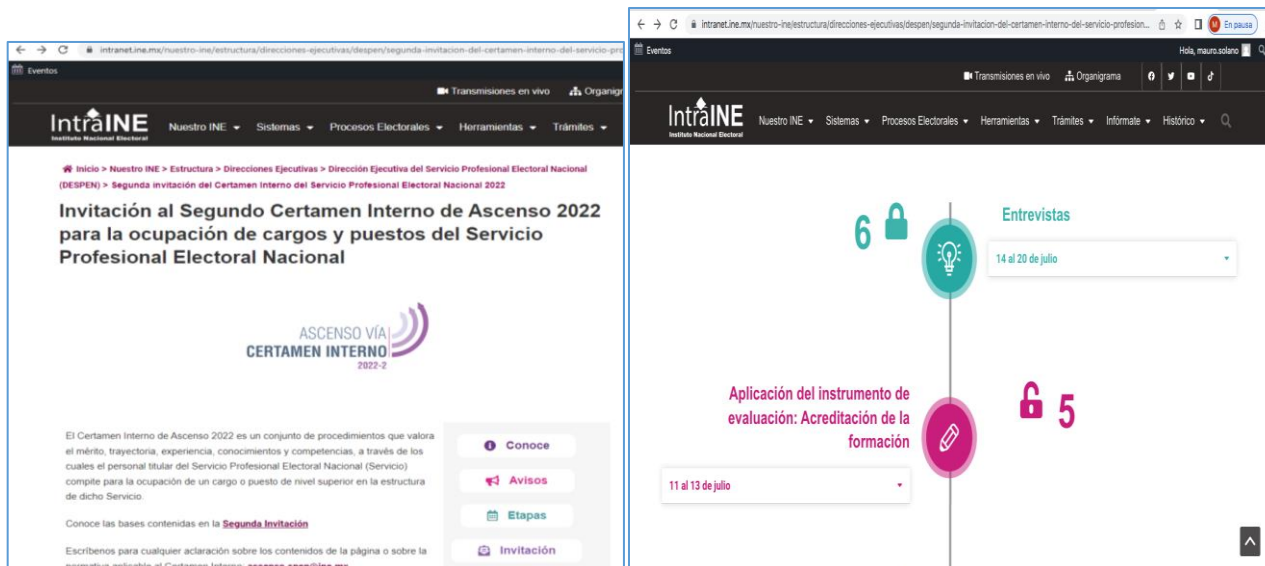 intranet.ine.mx/nuestro-ine/estructura/direcciones-ejecutivas/despen/segunda-invitacion-del-certamen-interno-del-servicio-pro
Eventos
Transmisiones en vivo Organigr
IntraINE
Instituto Nacional Electoral
Nuestro INE Sistemas Procesos Electorales Herramientas Trámites
Inicio > Nuestro INE > Estructura > Direcciones Ejecutivas > Dirección Ejecutiva del Servicio Profesional Electoral Nacional
(DESPEN) > Segunda invitación del Certamen Interno del Servicio Profesional Electoral Nacional 2022
Invitación al Segundo Certamen Interno de Ascenso 2022
para la ocupación de cargos y puestos del Servicio
Profesional Electoral Nacional
ASCENSO VÍA
CERTAMEN INTERNO
2022-2
El Certamen Interno de Ascenso 2022 es un conjunto de procedimientos que valora
el mérito, trayectoria, experiencia, conocimientos y competencias, a través de los
cuales el personal titular del Servicio Profesional Electoral Nacional (Servicio)
compite para la ocupación de un cargo o puesto de nivel superior en la estructura
de dicho Servicio.
Conoce las bases contenidas en la Segunda Invitación
Escríbenos para cualquier aclaración sobre los contenidos de la página o sobre la
Conoce
Avisos
Etapas
Invitación
intranet.ine.mx/nuestro-ine/estructura/direcciones-ejecutivas/despen/segunda-invitacion-del-certamen-interno-del-servicio-profesion...
En pausa
Eventos
Hola, mauro.solano
Transmisiones en vivo Organigrama
IntraINE
Instituto Nacional Electoral
Nuestro INE Sistemas Procesos Electorales Herramientas Trámites Infórmate Histórico
6
Entrevistas
14 al 20 de julio
Aplicación del instrumento de
evaluación: Acreditación de la
formación
5
11 al 13 de julio